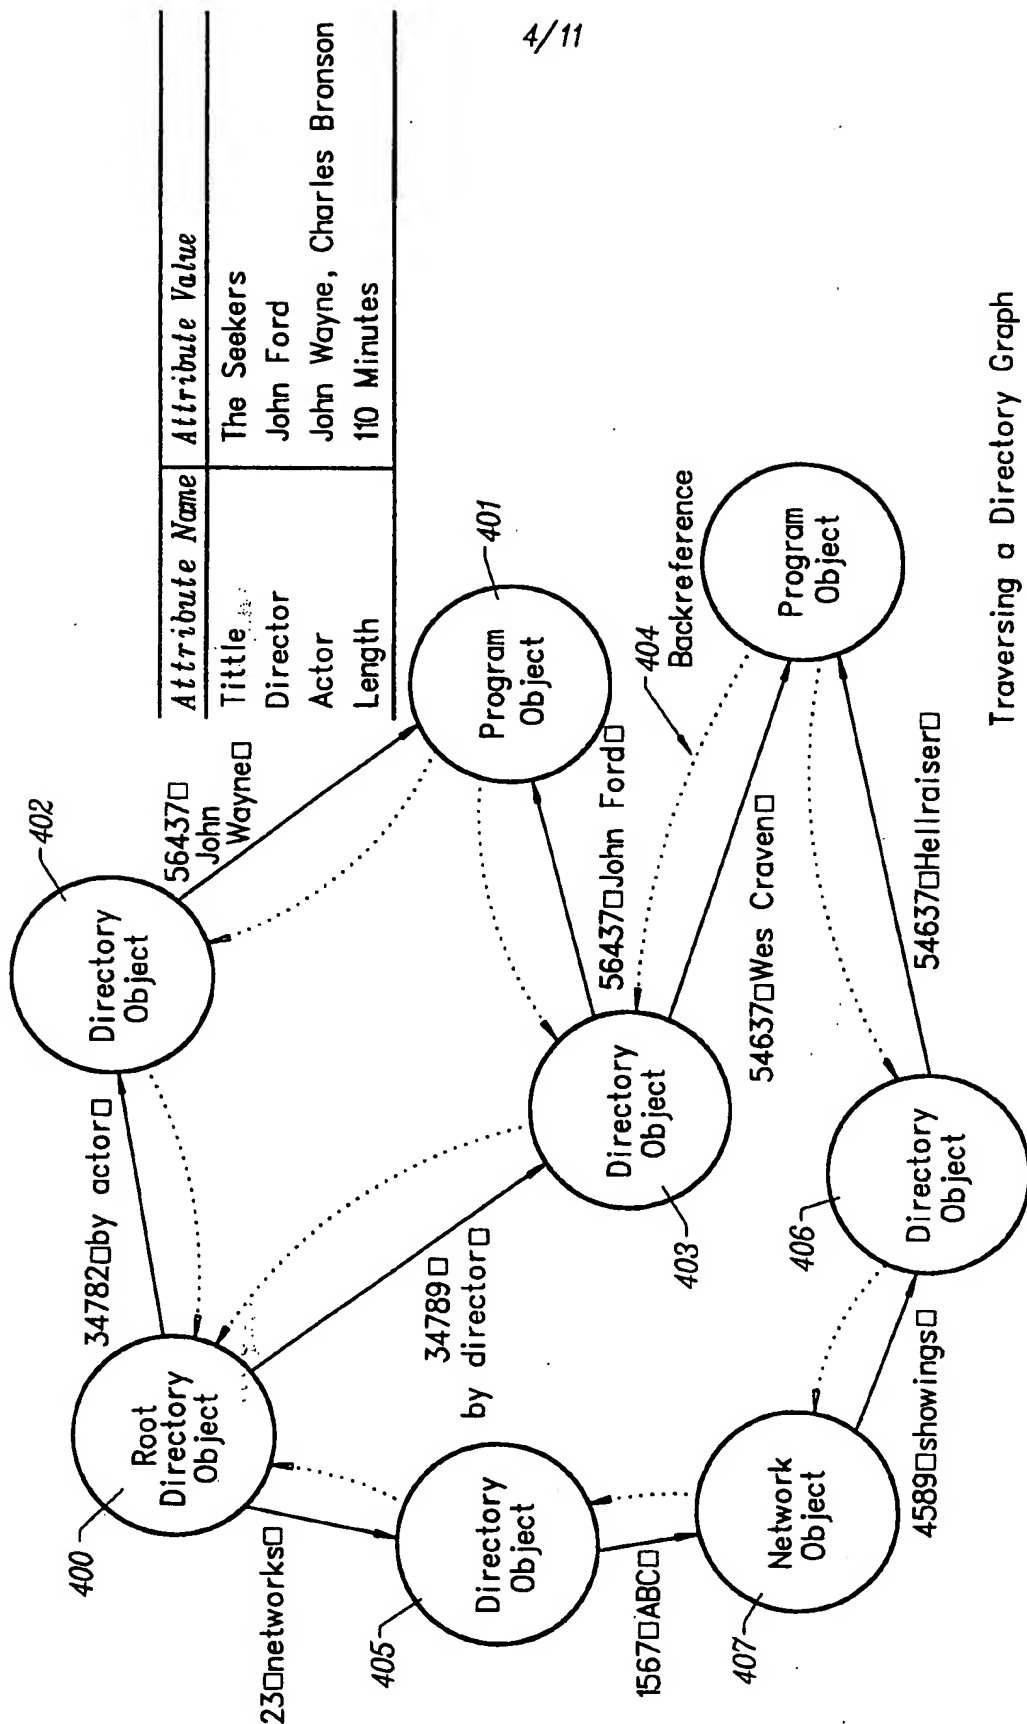 4/11
Attribute Name Attribute Value
Tittle The Seekers
Director John Ford
Actor John Wayne, Charles Bronson
Length 110 Minutes
400
Root
Directory
Object
34782□by actor□
402
Directory
Object
56437□
John
Wayne□
401
Program
Object
34789□
by director□
403
Directory
Object
56437□John Ford□
404
Backreference
54637□Wes Craven□
Program
Object
23□networks□
405
Directory
Object
1567□ABC□
407
Network
Object
4589□showings□
406
Directory
Object
54637□Hellraiser□
Traversing a Directory Graph